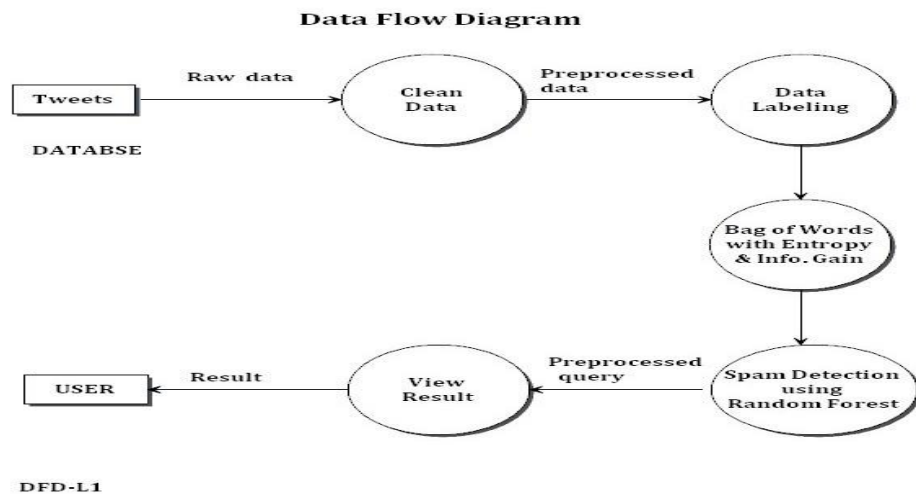 Data Flow Diagram
Raw data
Preprocessed
data
Tweets
Clean
Data
Data
Labeling
DATABSE
Bag of Words
with Entropy
& Info. Gain
USER
Result
View
Result
Preprocessed
query
Spam Detection
using
Random Forest
DFD-L1